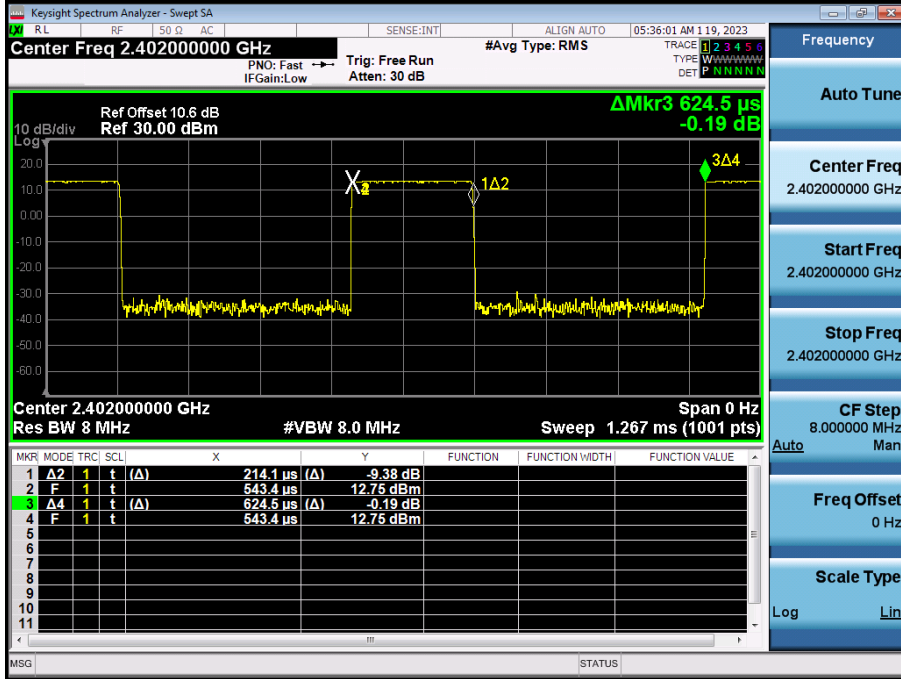 Keysight Spectrum Analyzer - Swept SA
LXI RL RF 50 Ω AC SENSE:INT ALIGN AUTO 05:36:01 AM 1 19, 2023
Center Freq 2.402000000 GHz #Avg Type: RMS TRACE 1 2 3 4 5 6
PNO: Fast Trig: Free Run TYPE W W W W W W
IFGain:Low Atten: 30 dB DET P N N N N N
Ref Offset 10.6 dB ΔMkr3 624.5 µs
10 dB/div Ref 30.00 dBm -0.19 dB
Log
20.0
10.0
0.00
-10.0
-20.0
-30.0
-40.0
-50.0
-60.0
2
1Δ2
3Δ4
Center 2.402000000 GHz Span 0 Hz
Res BW 8 MHz #VBW 8.0 MHz Sweep 1.267 ms (1001 pts)
MKR MODE TRC SCL X Y FUNCTION FUNCTION WIDTH FUNCTION VALUE
1 Δ2 1 t (Δ) 214.1 µs (Δ) -9.38 dB
2 F 1 t 543.4 µs 12.75 dBm
3 Δ4 1 t (Δ) 624.5 µs (Δ) -0.19 dB
4 F 1 t 543.4 µs 12.75 dBm
5
6
7
8
9
10
11
MSG STATUS
Frequency
Auto Tune
Center Freq
2.402000000 GHz
Start Freq
2.402000000 GHz
Stop Freq
2.402000000 GHz
CF Step
8.000000 MHz
Auto Man
Freq Offset
0 Hz
Scale Type
Log Lin